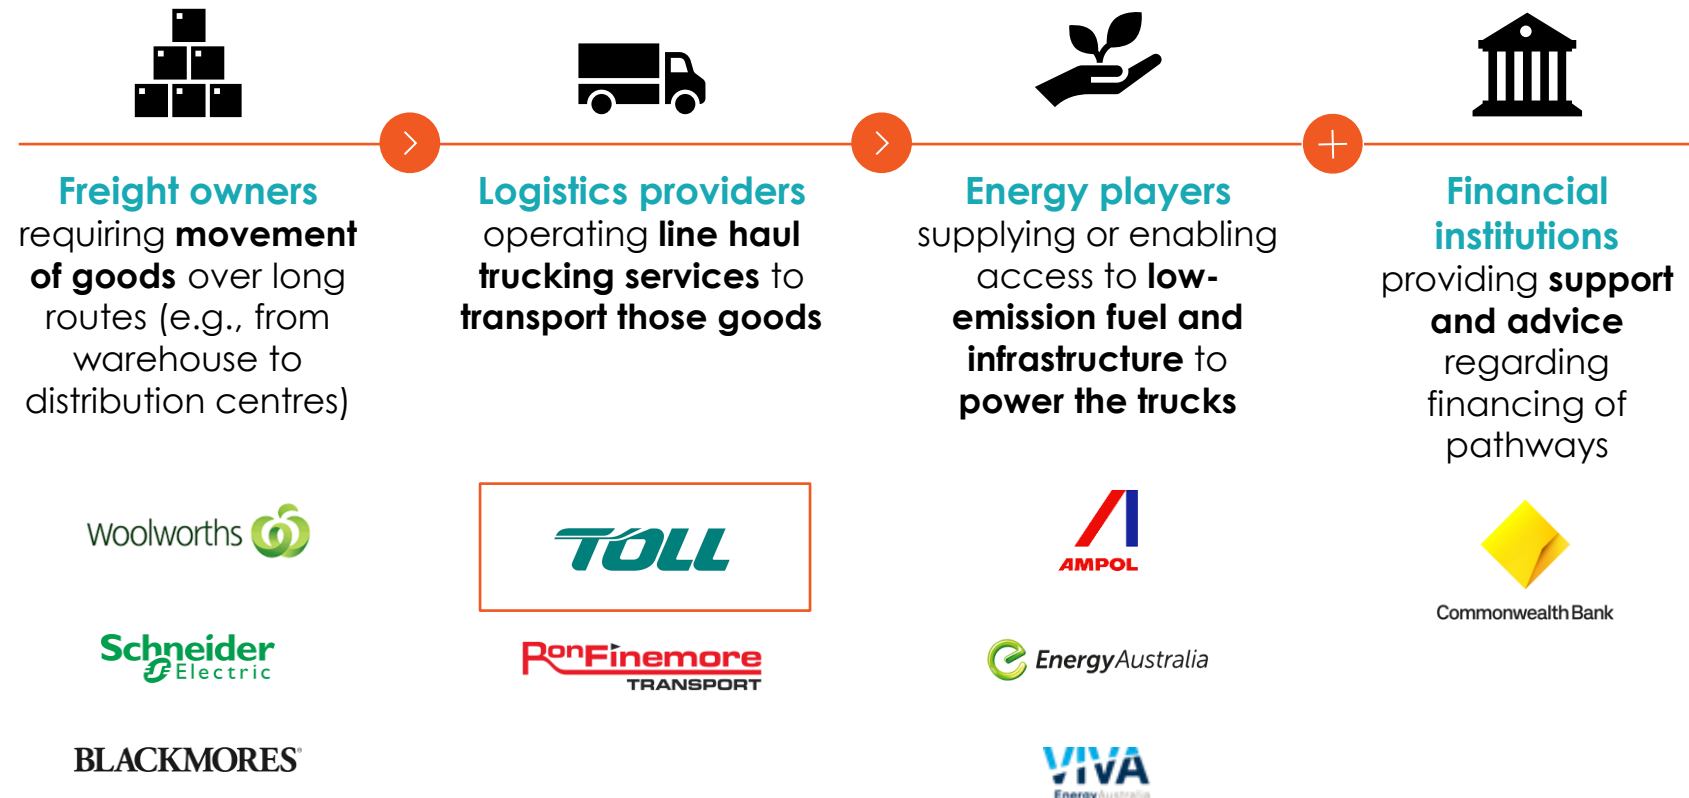 Freight owners
requiring movement
of goods over long
routes (e.g., from
warehouse to
distribution centres)
Woolworths
Schneider
Electric
BLACKMORES®
Logistics providers
operating line haul
trucking services to
transport those goods
TOLL
RonFinemore
TRANSPORT
Energy players
supplying or enabling
access to low-
emission fuel and
infrastructure to
power the trucks
AMPOL
EnergyAustralia
VIVA
EnergyAustralia
Financial
institutions
providing support
and advice
regarding
financing of
pathways
CommonwealthBank